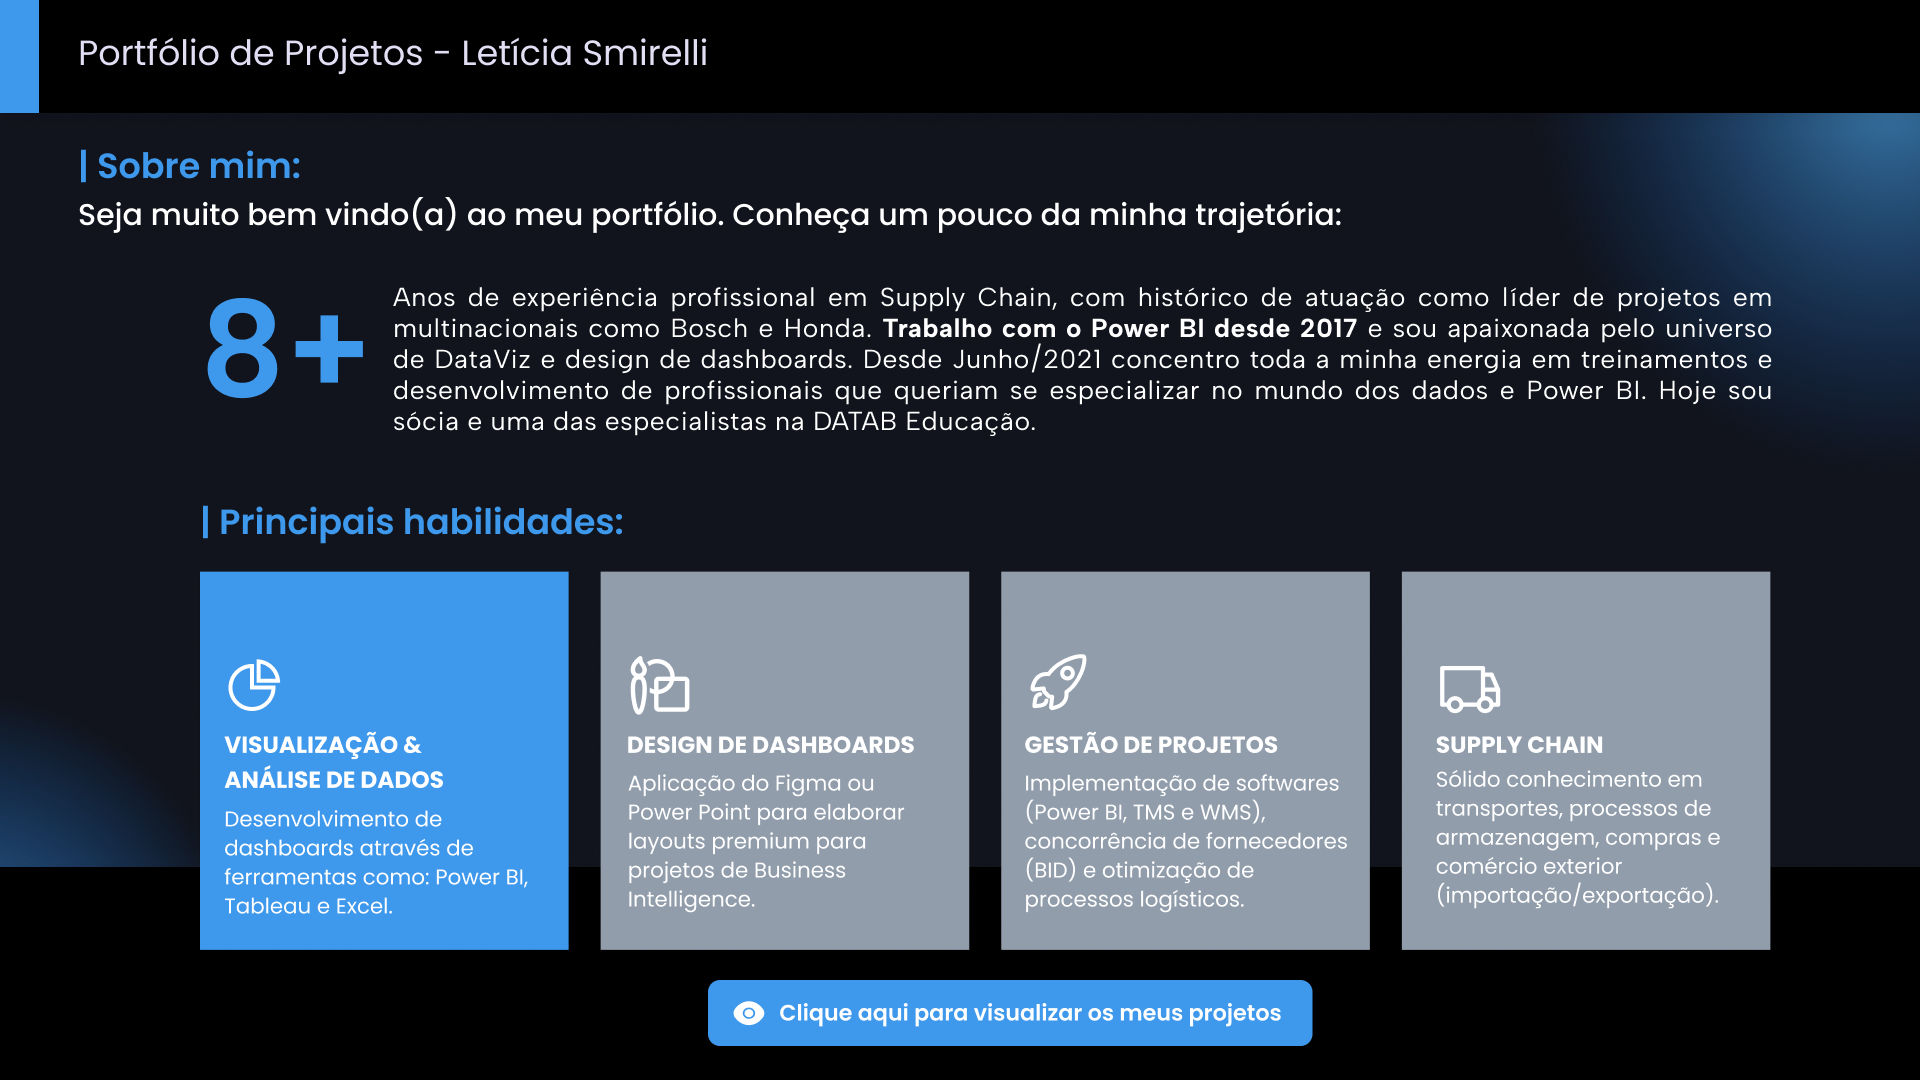 Portfólio de Projetos - Letícia Smirelli
| Sobre mim:
Seja muito bem vindo(a) ao meu portfólio. Conheça um pouco da minha trajetória:
8+
Anos de experiência profissional em Supply Chain, com histórico de atuação como líder de projetos em
multinacionais como Bosch e Honda. Trabalho com o Power BI desde 2017 e sou apaixonada pelo universo
de DataViz e design de dashboards. Desde Junho/2021 concentro toda a minha energia em treinamentos e
desenvolvimento de profissionais que queriam se especializar no mundo dos dados e Power BI. Hoje sou
sócia e uma das especialistas na DATAB Educação.
| Principais habilidades:
VISUALIZAÇÃO &
ANÁLISE DE DADOS
Desenvolvimento de
dashboards através de
ferramentas como: Power BI,
Tableau e Excel.
DESIGN DE DASHBOARDS
Aplicação do Figma ou
Power Point para elaborar
layouts premium para
projetos de Business
Intelligence.
GESTÃO DE PROJETOS
Implementação de softwares
(Power BI, TMS e WMS),
concorrência de fornecedores
(BID) e otimização de
processos logísticos.
SUPPLY CHAIN
Sólido conhecimento em
transportes, processos de
armazenagem, compras e
comércio exterior
(importação/exportação).
Clique aqui para visualizar os meus projetos